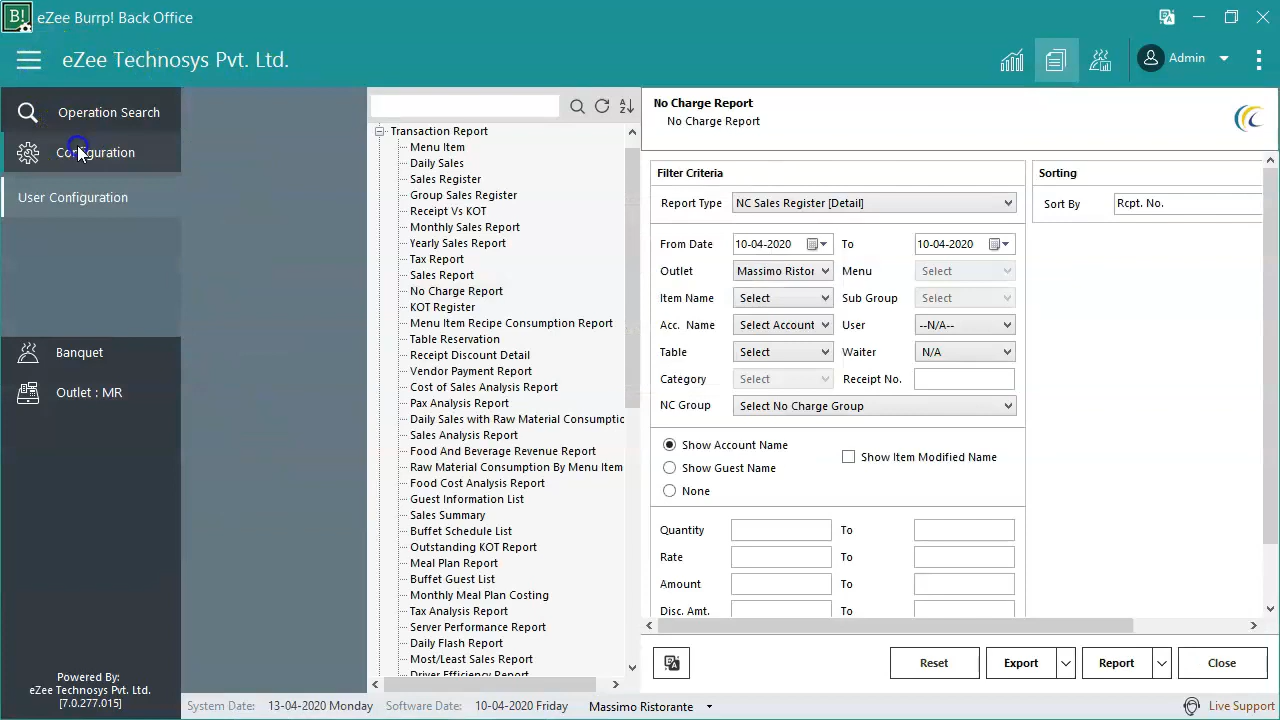 B! eZee Burrp! Back Office
eZee Technosys Pvt. Ltd.
Admin
Operation Search
Configuration
User Configuration
Banquet
Outlet : MR
Powered By:
eZee Technosys Pvt. Ltd.
[7.0.277.015]
Transaction Report
Menu Item
Daily Sales
Sales Register
Group Sales Register
Receipt Vs KOT
Monthly Sales Report
Yearly Sales Report
Tax Report
Sales Report
No Charge Report
KOT Register
Menu Item Recipe Consumption Report
Table Reservation
Receipt Discount Detail
Vendor Payment Report
Cost of Sales Analysis Report
Pax Analysis Report
Daily Sales with Raw Material Consumptio
Sales Analysis Report
Food And Beverage Revenue Report
Raw Material Consumption By Menu Item
Food Cost Analysis Report
Guest Information List
Sales Summary
Buffet Schedule List
Outstanding KOT Report
Meal Plan Report
Buffet Guest List
Monthly Meal Plan Costing
Tax Analysis Report
Server Performance Report
Daily Flash Report
Most/Least Sales Report
Driver Efficiency Report
No Charge Report
No Charge Report
Filter Criteria
Report Type NC Sales Register [Detail]
From Date 10-04-2020 To 10-04-2020
Outlet Massimo Ristor Menu Select
Item Name Select Sub Group Select
Acc. Name Select Account User --N/A--
Table Select Waiter N/A
Category Select Receipt No.
NC Group Select No Charge Group
Show Account Name
Show Guest Name
None
Show Item Modified Name
Quantity To
Rate To
Amount To
Disc. Amt. To
Sorting
Sort By Rcpt. No.
Reset Export Report Close
System Date: 13-04-2020 Monday Software Date: 10-04-2020 Friday Massimo Ristorante Live Support